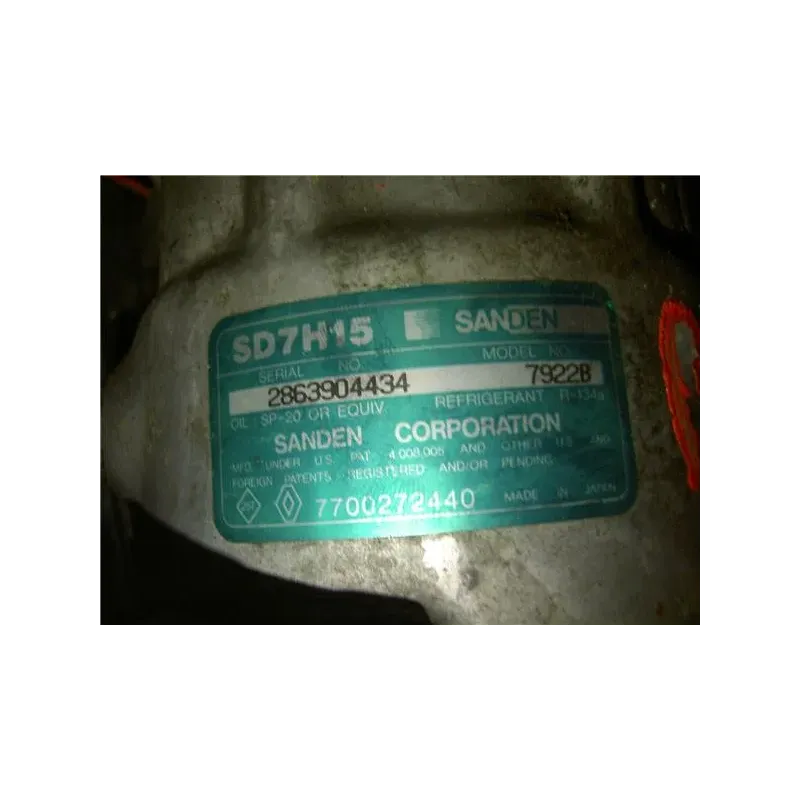 SD7H15 SANDEN
SERIAL NO. MODEL NO.
2863904434 7922B
OIL : SP-20 OR EQUIV. REFRIGERANT R-134a
SANDEN CORPORATION
MFD. UNDER U.S. PAT. 4,008,005 AND OTHER U.S. AND
FOREIGN PATENTS REGISTERED AND/OR PENDING.
7700272440 MADE IN JAPAN